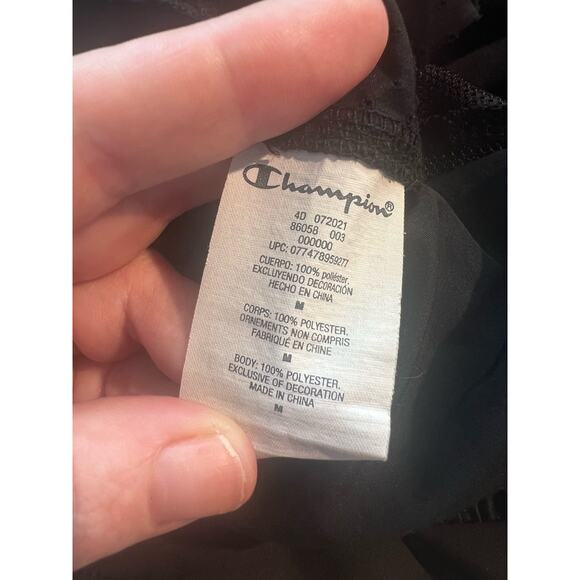 Champion®
4D 072021
86058 003
000000
UPC: 077478959277
CUERPO: 100% poliéster.
EXCLUYENDO DECORACIÓN
HECHO EN CHINA
M
CORPS: 100% POLYESTER.
ORNEMENTS NON COMPRIS
FABRIQUÉ EN CHINE
M
BODY: 100% POLYESTER.
EXCLUSIVE OF DECORATION
MADE IN CHINA
M